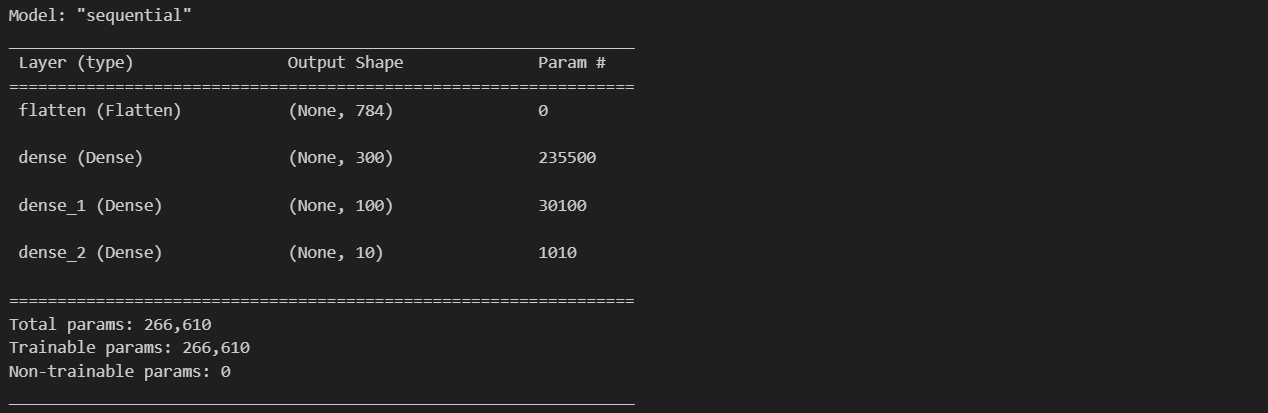 Model: "sequential"
_________________________________________________________________
Layer (type)                Output Shape              Param #
=================================================================
flatten (Flatten)           (None, 784)               0
dense (Dense)               (None, 300)               235500
dense_1 (Dense)             (None, 100)               30100
dense_2 (Dense)             (None, 10)                1010
=================================================================
Total params: 266,610
Trainable params: 266,610
Non-trainable params: 0
_________________________________________________________________